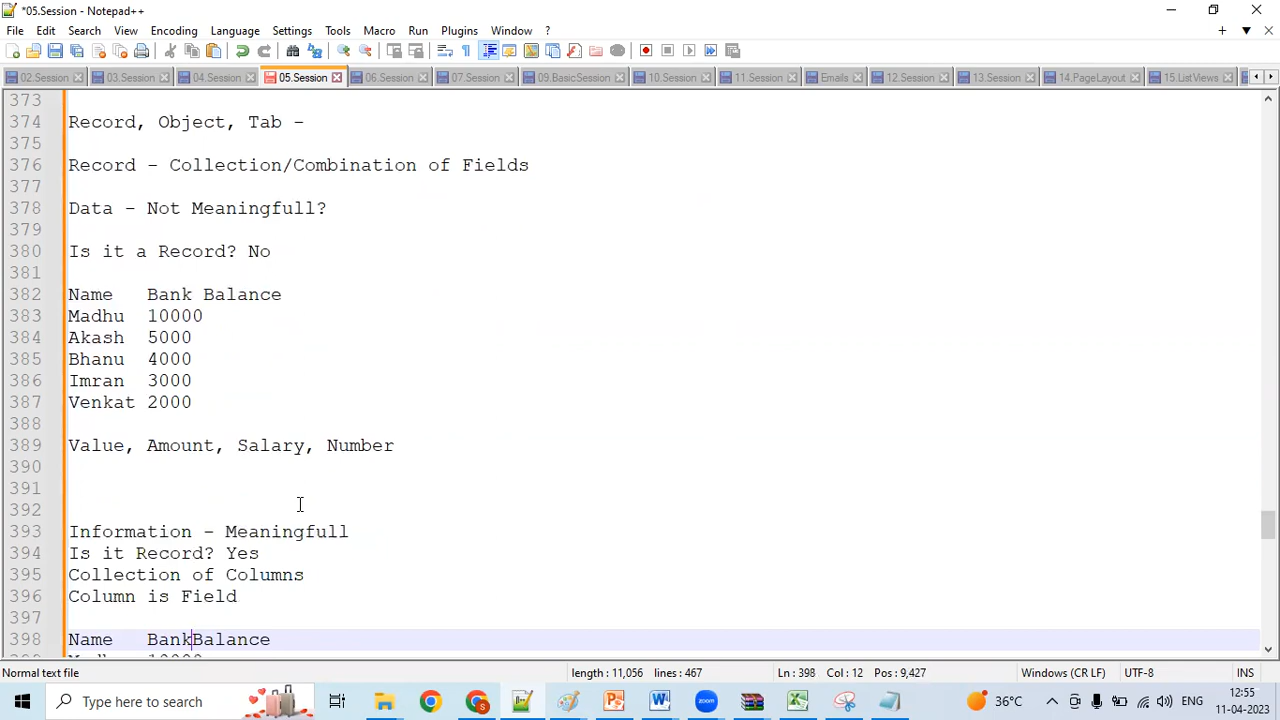 *05.Session - Notepad++
File Edit Search View Encoding Language Settings Tools Macro Run Plugins Window ?
02.Session 03.Session 04.Session 05.Session 06.Session 07.Session 09.BasicSession 10.Session 11.Session Emails 12.Session 13.Session 14.PageLayout 15.ListViews
373
374 Record, Object, Tab -
375
376 Record - Collection/Combination of Fields
377
378 Data - Not Meaningfull?
379
380 Is it a Record? No
381
382 Name Bank Balance
383 Madhu 10000
384 Akash 5000
385 Bhanu 4000
386 Imran 3000
387 Venkat 2000
388
389 Value, Amount, Salary, Number
390
391
392
393 Information - Meaningfull
394 Is it Record? Yes
395 Collection of Columns
396 Column is Field
397
398 Name BankBalance
Normal text file length : 11,056 lines : 467 Ln : 398 Col : 12 Pos : 9,427 Windows (CR LF) UTF-8 INS
Type here to search 36°C ENG 12:55
11-04-2023